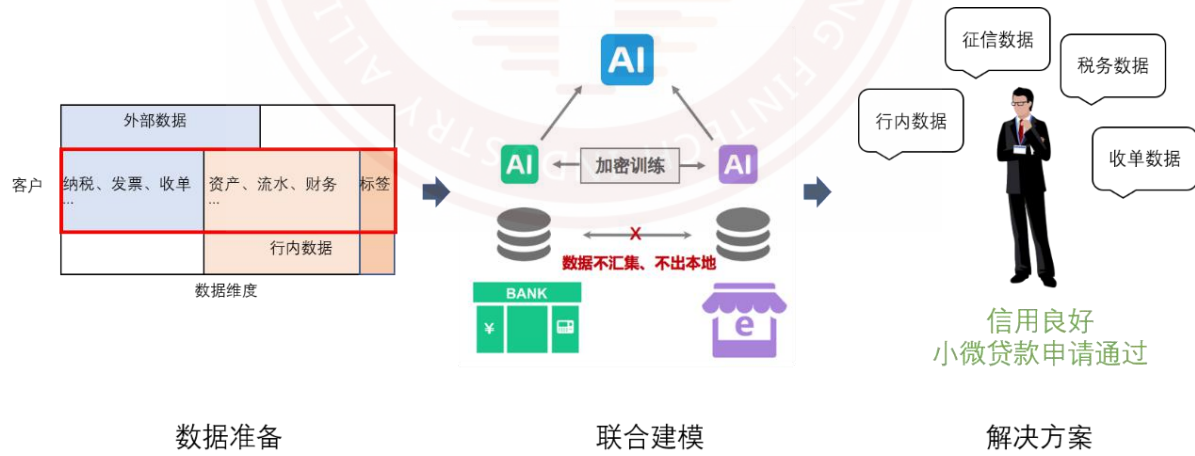 外部数据
客户
纳税、发票、收单
...
资产、流水、财务
...
标签
行内数据
数据维度
数据准备
AI
AI
加密训练
AI
X
数据不汇集、不出本地
BANK
¥
e
联合建模
征信数据
税务数据
行内数据
收单数据
信用良好
小微贷款申请通过
解决方案